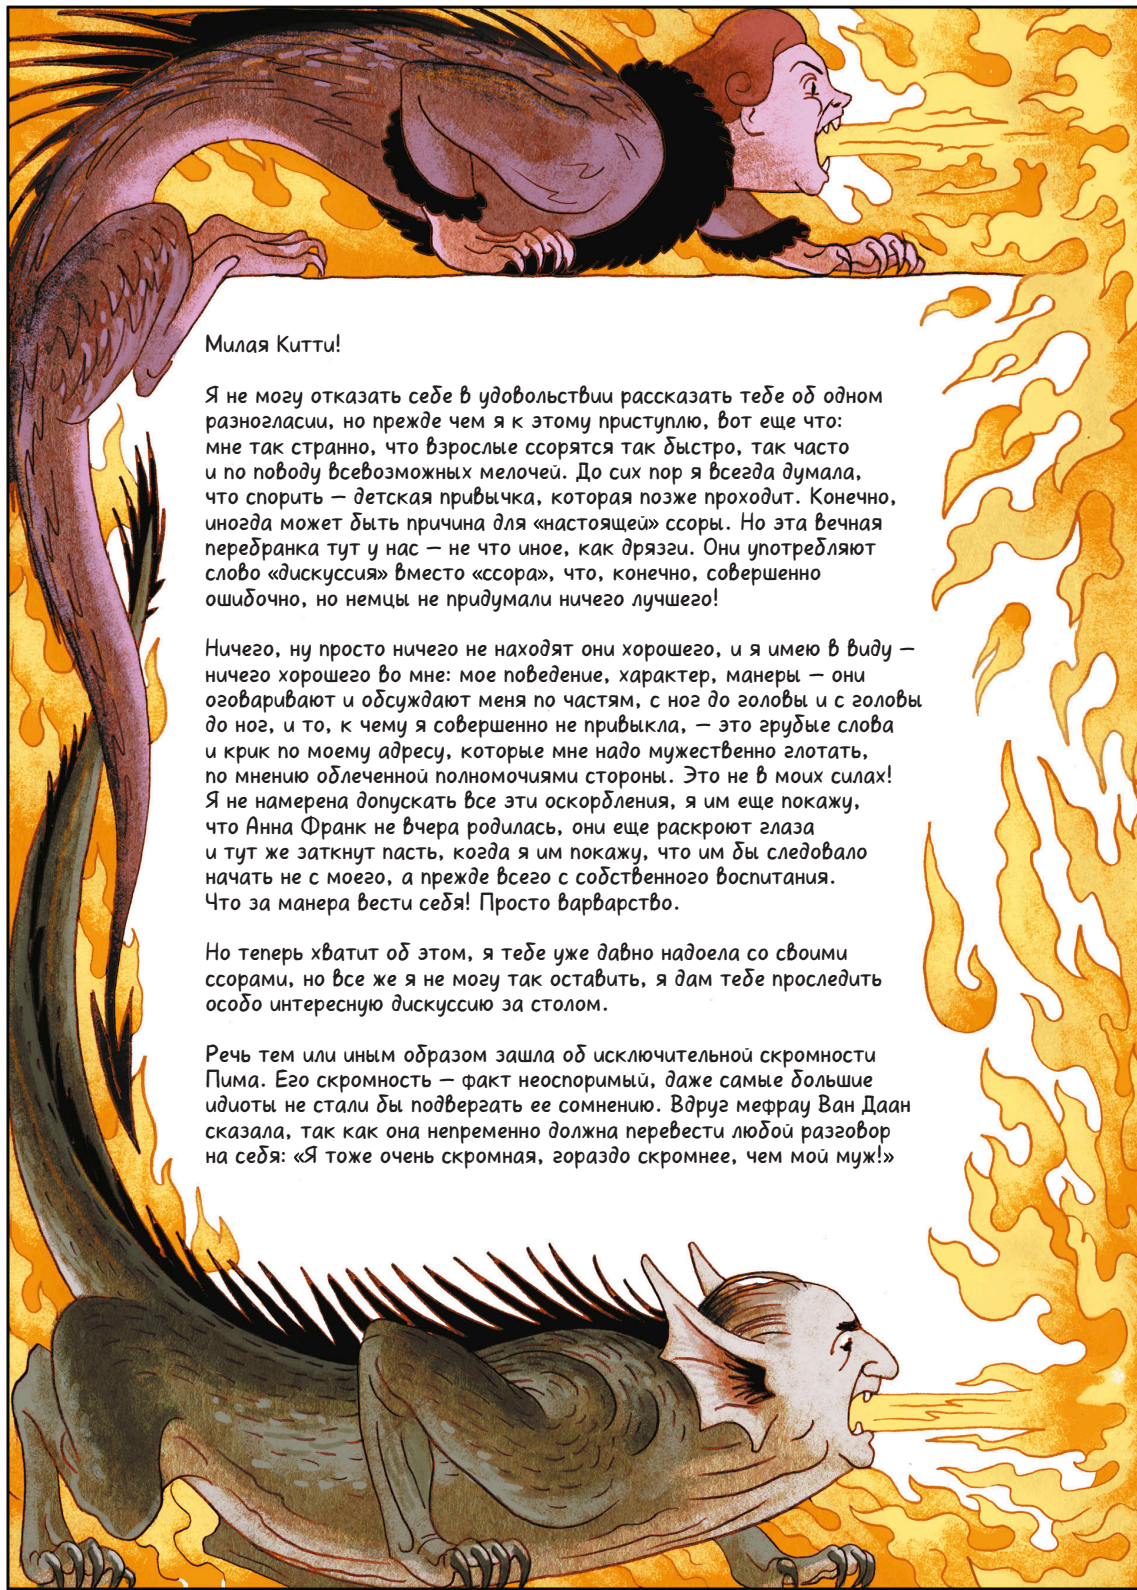 Милая Китти!
Я не могу отказать себе в удовольствии рассказать тебе об одном
разногласии, но прежде чем я к этому приступлю, вот еще что:
мне так странно, что взрослые ссорятся так быстро, так часто
и по поводу всевозможных мелочей. До сих пор я всегда думала,
что спорить – детская привычка, которая позже проходит. Конечно,
иногда может быть причина для «настоящей» ссоры. Но эта вечная
перебранка тут у нас – не что иное, как дрязги. Они употребляют
слово «дискуссия» вместо «ссора», что, конечно, совершенно
ошибочно, но немцы не придумали ничего лучшего!
Ничего, ну просто ничего не находят они хорошего, и я имею в виду –
ничего хорошего во мне: мое поведение, характер, манеры – они
оговаривают и обсуждают меня по частям, с ног до головы и с головы
до ног, и то, к чему я совершенно не привыкла, – это грубые слова
и крик по моему адресу, которые мне надо мужественно глотать,
по мнению облеченной полномочиями стороны. Это не в моих силах!
Я не намерена допускать все эти оскорбления, я им еще покажу,
что Анна Франк не вчера родилась, они еще раскроют глаза
и тут же заткнут пасть, когда я им покажу, что им бы следовало
начать не с моего, а прежде всего с собственного воспитания.
Что за манера вести себя! Просто варварство.
Но теперь хватит об этом, я тебе уже давно надоела со своими
ссорами, но все же я не могу так оставить, я дам тебе проследить
особо интересную дискуссию за столом.
Речь тем или иным образом зашла об исключительной скромности
Пима. Его скромность – факт неоспоримый, даже самые большие
идиоты не стали бы подвергать ее сомнению. Вдруг мефрау Ван Даан
сказала, так как она непременно должна перевести любой разговор
на себя: «Я тоже очень скромная, гораздо скромнее, чем мой муж!»